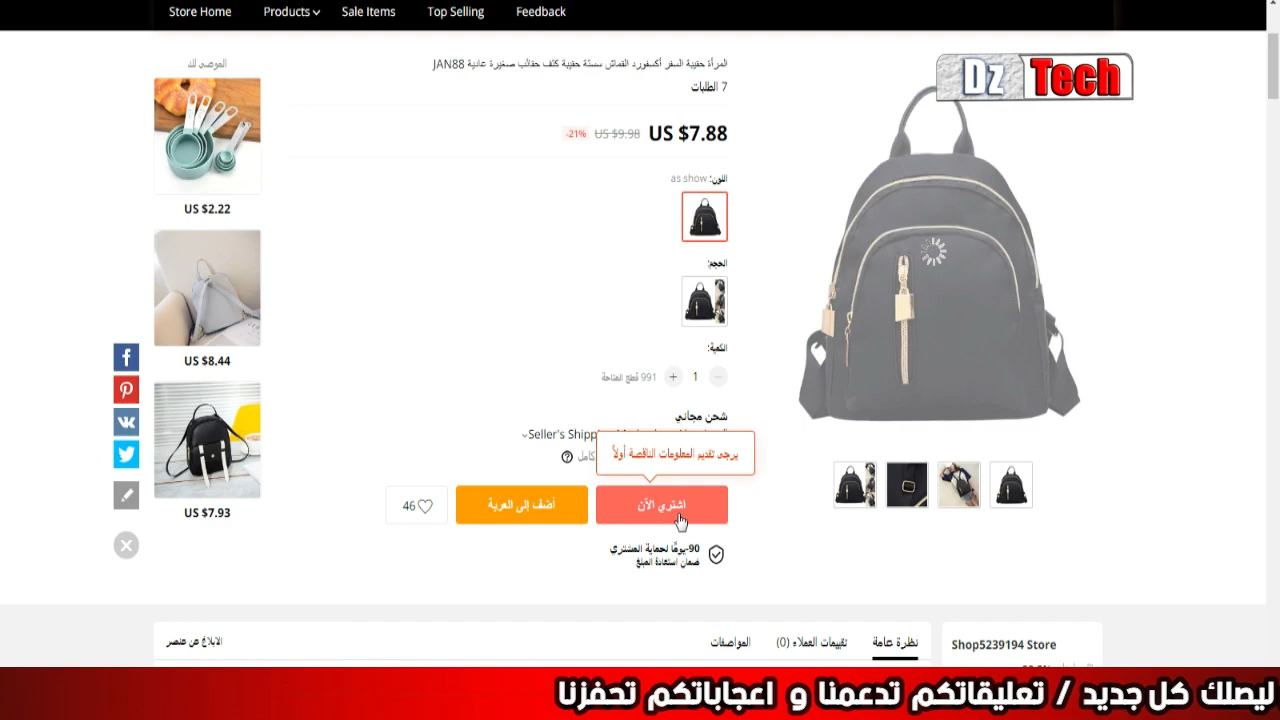 Store Home Products Sale Items Top Selling Feedback
Dz Tech
الموصى لك
المرأة حقيبة السفر أكسفورد القماش سستة حقيبة كتف حقائب صغيرة عادية JAN88
7 الطلبات
US $7.88 US $9.98 -21%
اللون: as show
US $2.22
الحجم:
الكمية:
US $8.44
1 + 991 قطع المتاحة
شحن مجاني
Seller's Shipp
كامل
يرجى تقديم المعلومات الناقصة أولاً
اشتري الآن
أضف إلى العربة
46
US $7.93
90-يومًا لحماية المشتري
ضمان استعادة المبلغ
نظرة عامة
تقييمات العملاء (0)
المواصفات
الابلاغ عن عنصر
Shop5239194 Store
ليصلك كل جديد / تعليقاتكم تدعمنا و اعجاباتكم تحفزنا